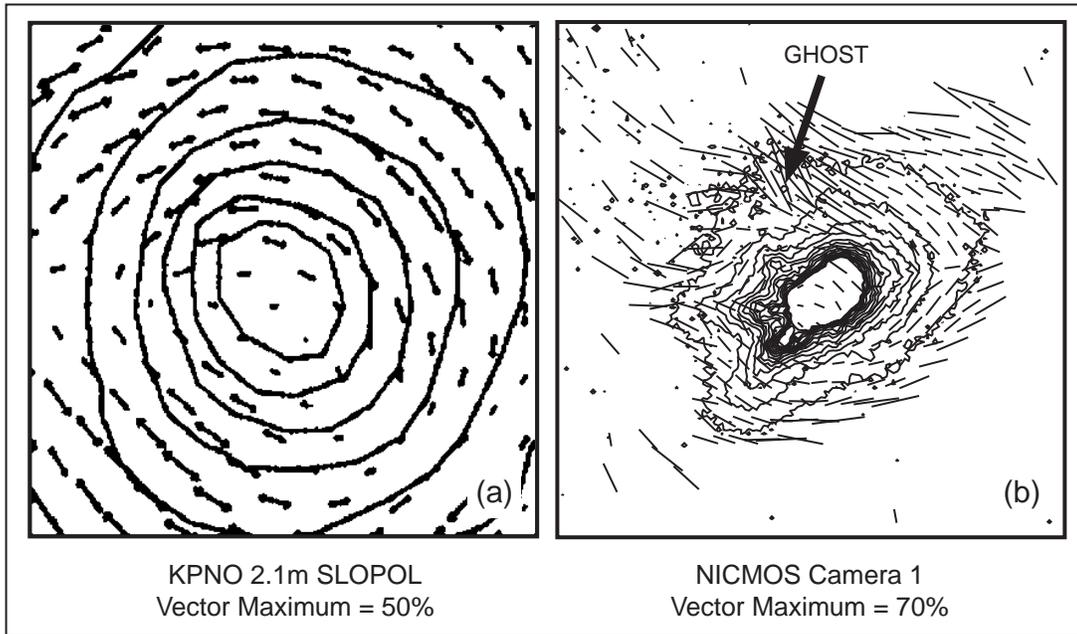 GHOST
(a)
(b)
KPNO 2.1m SLOPOL
Vector Maximum = 50%
NICMOS Camera 1
Vector Maximum = 70%